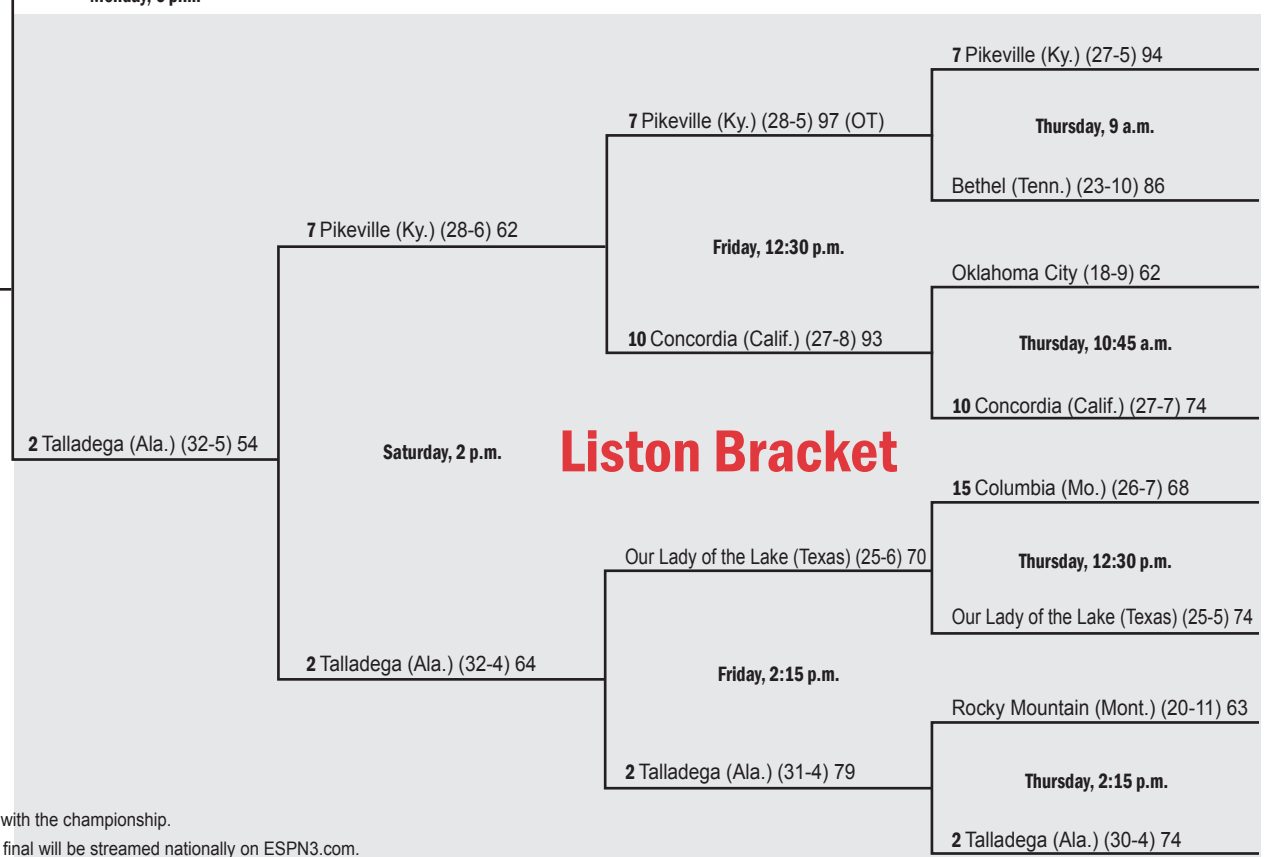 7 Pikeville (Ky.) (27-5) 94
7 Pikeville (Ky.) (28-5) 97 (OT)
Thursday, 9 a.m.
Bethel (Tenn.) (23-10) 86
7 Pikeville (Ky.) (28-6) 62
Friday, 12:30 p.m.
Oklahoma City (18-9) 62
10 Concordia (Calif.) (27-8) 93
Thursday, 10:45 a.m.
10 Concordia (Calif.) (27-7) 74
2 Talladega (Ala.) (32-5) 54
Saturday, 2 p.m.
Liston Bracket
15 Columbia (Mo.) (26-7) 68
Our Lady of the Lake (Texas) (25-6) 70
Thursday, 12:30 p.m.
Our Lady of the Lake (Texas) (25-5) 74
2 Talladega (Ala.) (32-4) 64
Friday, 2:15 p.m.
Rocky Mountain (Mont.) (20-11) 63
2 Talladega (Ala.) (31-4) 79
Thursday, 2:15 p.m.
2 Talladega (Ala.) (30-4) 74
with the championship.
final will be streamed nationally on ESPN3.com.